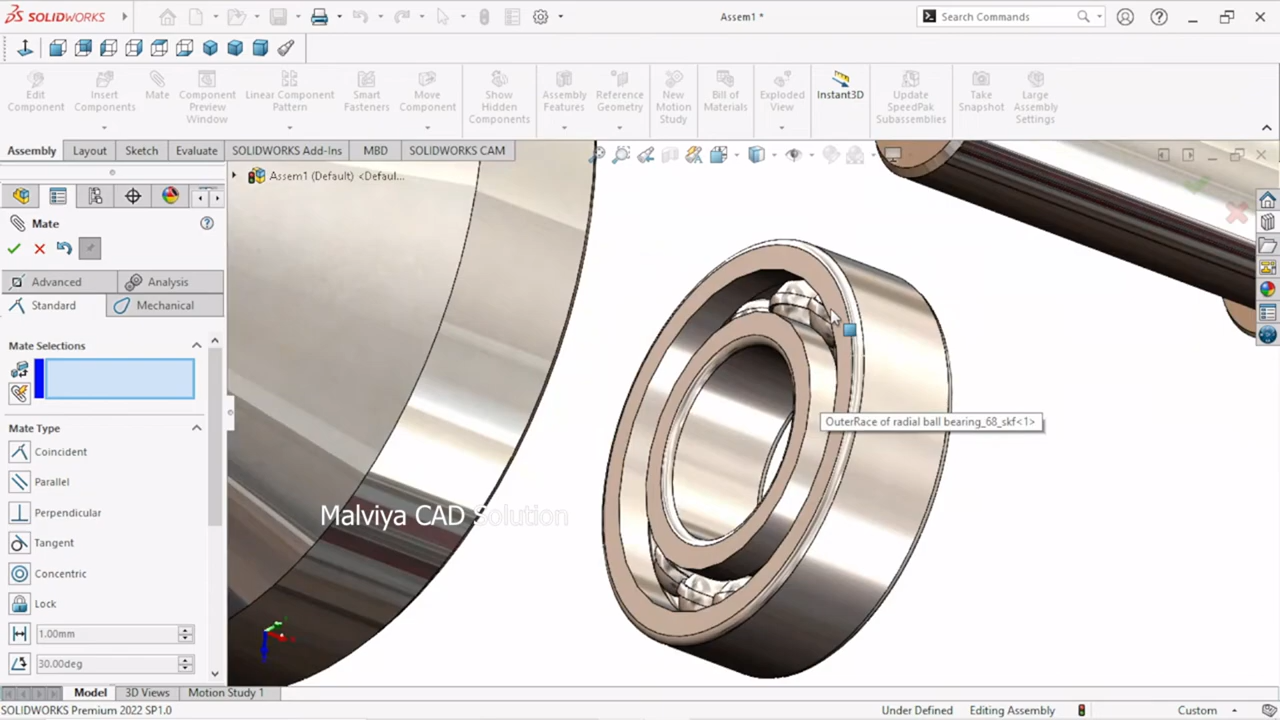 SOLIDWORKS
Assem1 *
Search Commands
Edit Component
Insert Components
Mate
Component Preview Window
Linear Component Pattern
Smart Fasteners
Move Component
Show Hidden Components
Assembly Features
Reference Geometry
New Motion Study
Bill of Materials
Exploded View
Instant3D
Update SpeedPak Subassemblies
Take Snapshot
Large Assembly Settings
Assembly
Layout
Sketch
Evaluate
SOLIDWORKS Add-Ins
MBD
SOLIDWORKS CAM
Assem1 (Default) <Defaul...
Mate
Advanced
Analysis
Standard
Mechanical
Mate Selections
Mate Type
Coincident
Parallel
Perpendicular
Tangent
Concentric
Lock
1.00mm
30.00deg
OuterRace of radial ball bearing_68_skf<1>
Malviya CAD Solution
Model
3D Views
Motion Study 1
SOLIDWORKS Premium 2022 SP1.0
Under Defined
Editing Assembly
Custom